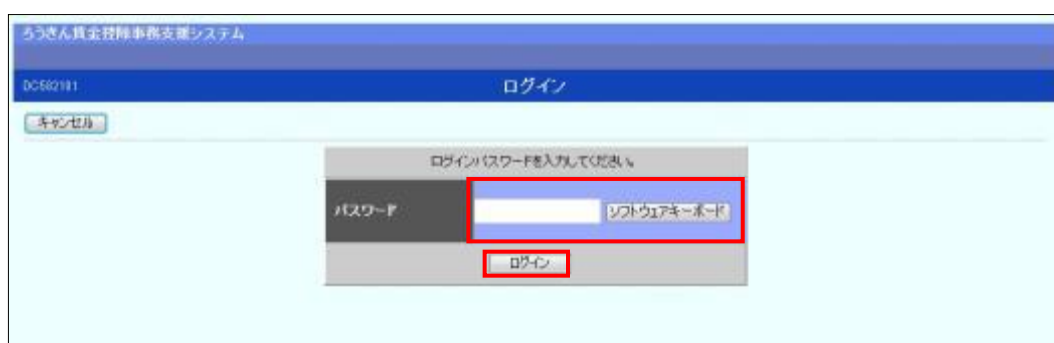 ろうきん賃金控除事務支援システム
DC582101 ログイン
キャンセル
ログインパスワードを入力してください。
パスワード ソフトウェアキーボード
ログイン